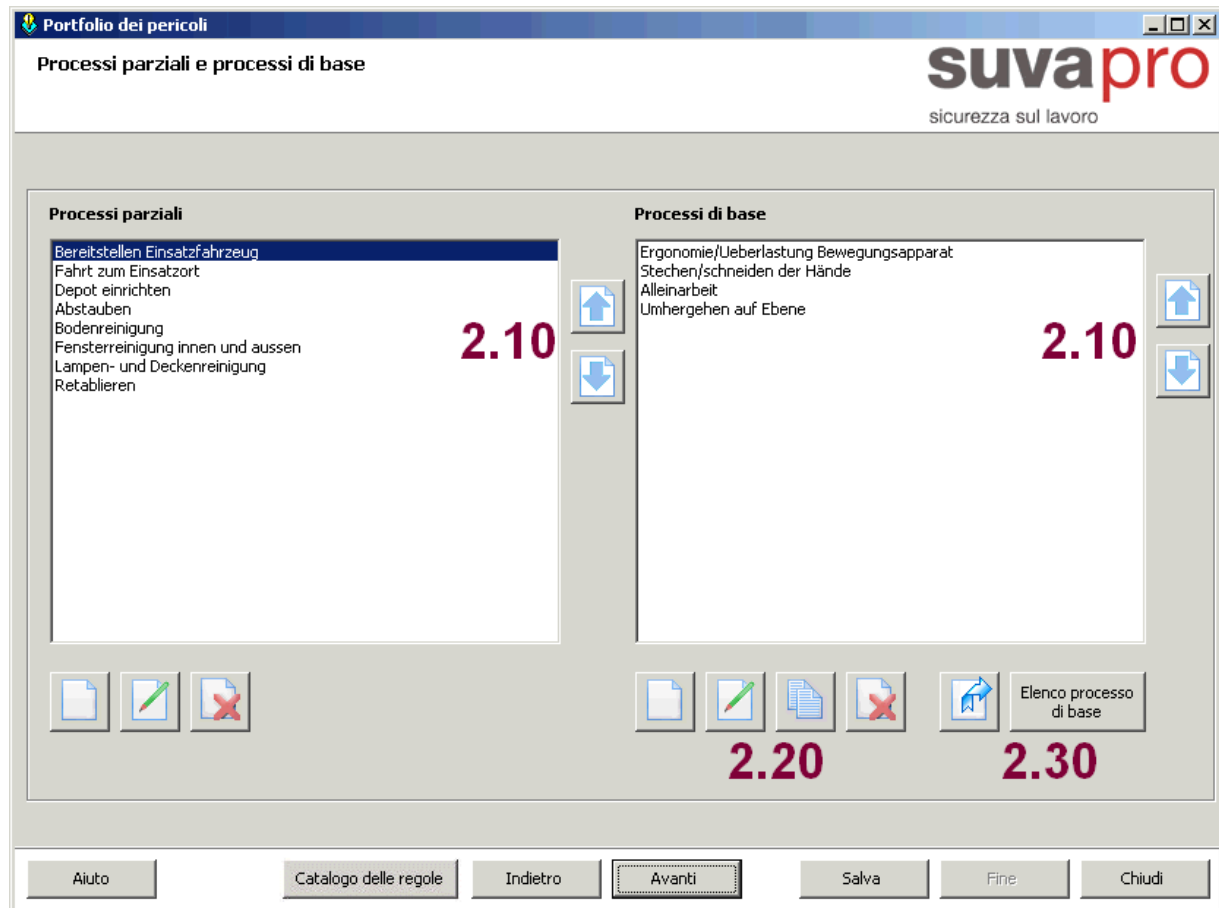 Portfolio dei pericoli
Processi parziali e processi di base
suvapro
sicurezza sul lavoro
Processi parziali
Bereitstellen Einsatzfahrzeug
Fahrt zum Einsatzort
Depot einrichten
Abstauben
Bodenreinigung
Fensterreinigung innen und aussen
Lampen- und Deckenreinigung
Retablieren
2.10
Processi di base
Ergonomie/Ueberlastung Bewegungsapparat
Stechen/schneiden der Hände
Alleinarbeit
Umhergehen auf Ebene
2.10
Elenco processo
di base
2.20
2.30
Aiuto
Catalogo delle regole
Indietro
Avanti
Salva
Fine
Chiudi